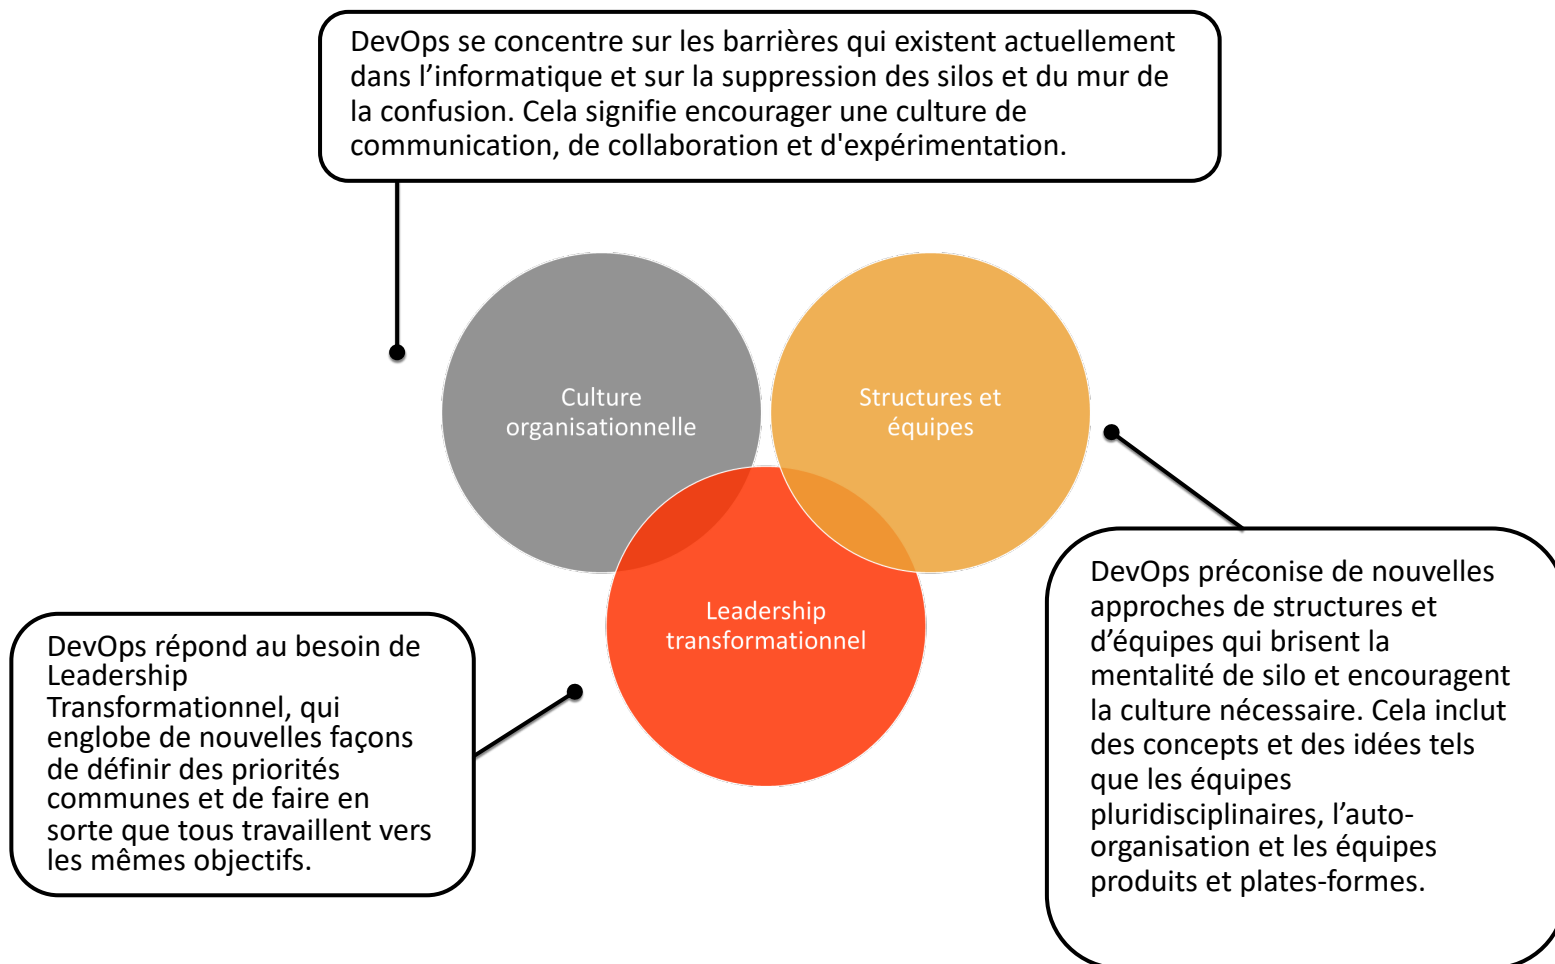 DevOps se concentre sur les barrières qui existent actuellement
dans l’informatique et sur la suppression des silos et du mur de
la confusion. Cela signifie encourager une culture de
communication, de collaboration et d'expérimentation.
Culture
organisationnelle
Structures et
équipes
Leadership
transformationnel
DevOps répond au besoin de
Leadership
Transformationnel, qui
englobe de nouvelles façons
de définir des priorités
communes et de faire en
sorte que tous travaillent vers
les mêmes objectifs.
DevOps préconise de nouvelles
approches de structures et
d’équipes qui brisent la
mentalité de silo et encouragent
la culture nécessaire. Cela inclut
des concepts et des idées tels
que les équipes
pluridisciplinaires, l’auto-
organisation et les équipes
produits et plates-formes.